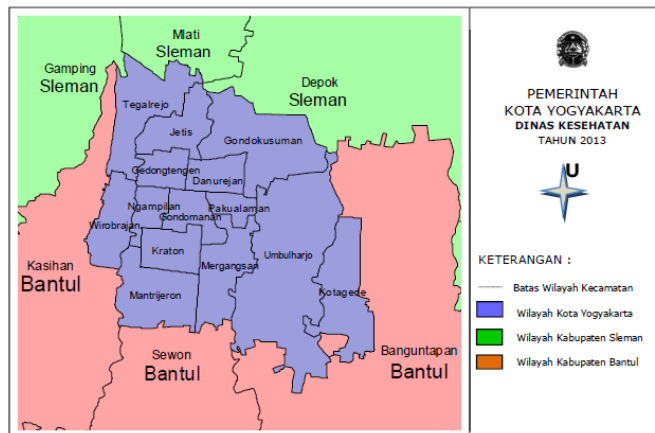 Mlati
Sleman
Gamping
Sleman
Depok
Sleman
Tegalrejo
Jetis
Gondokusuman
Gedongtengen
Danurejan
Ngampilan
Pakualaman
Gondomanan
Wirobrajan
Kraton
Umbulharjo
Mergangsan
Kasihan
Bantul
Mantrijeron
Kotagede
Sewon
Bantul
Banguntapan
Bantul
PEMERINTAH
KOTA YOGYAKARTA
DINAS KESEHATAN
TAHUN 2013
U
KETERANGAN :
Batas Wilayah Kecamatan
Wilayah Kota Yogyakarta
Wilayah Kabupaten Sleman
Wilayah Kabupaten Bantul